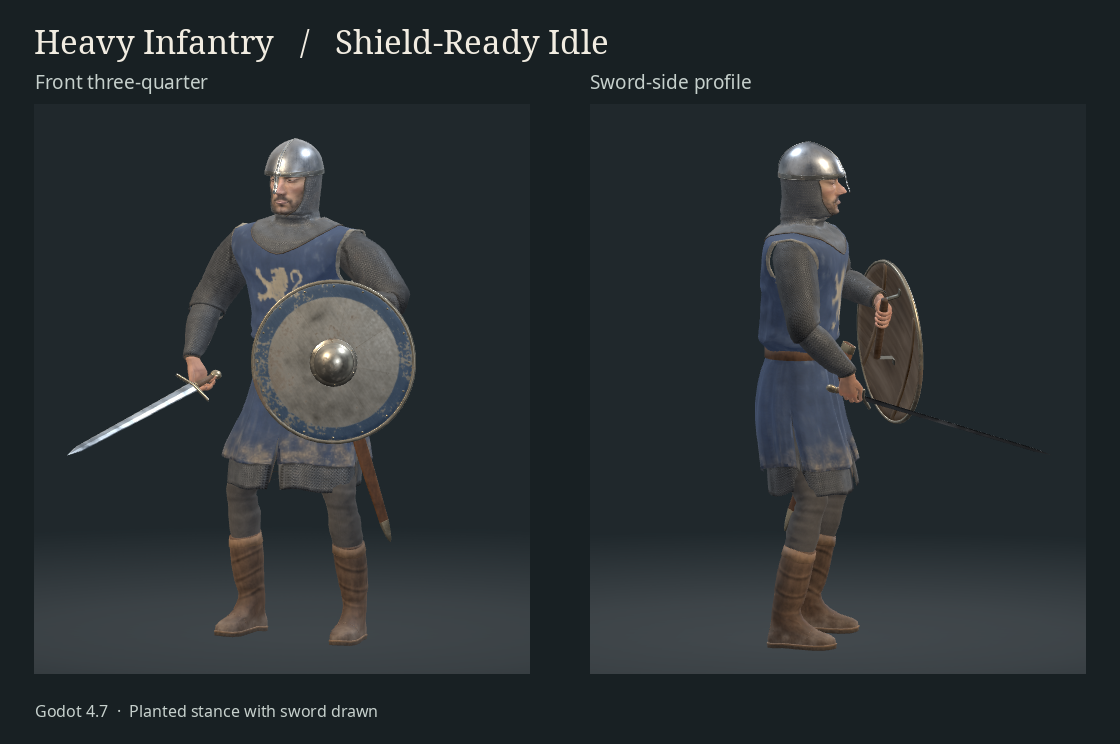 Heavy Infantry / Shield-Ready Idle
Front three-quarter
Sword-side profile
Godot 4.7 · Planted stance with sword drawn